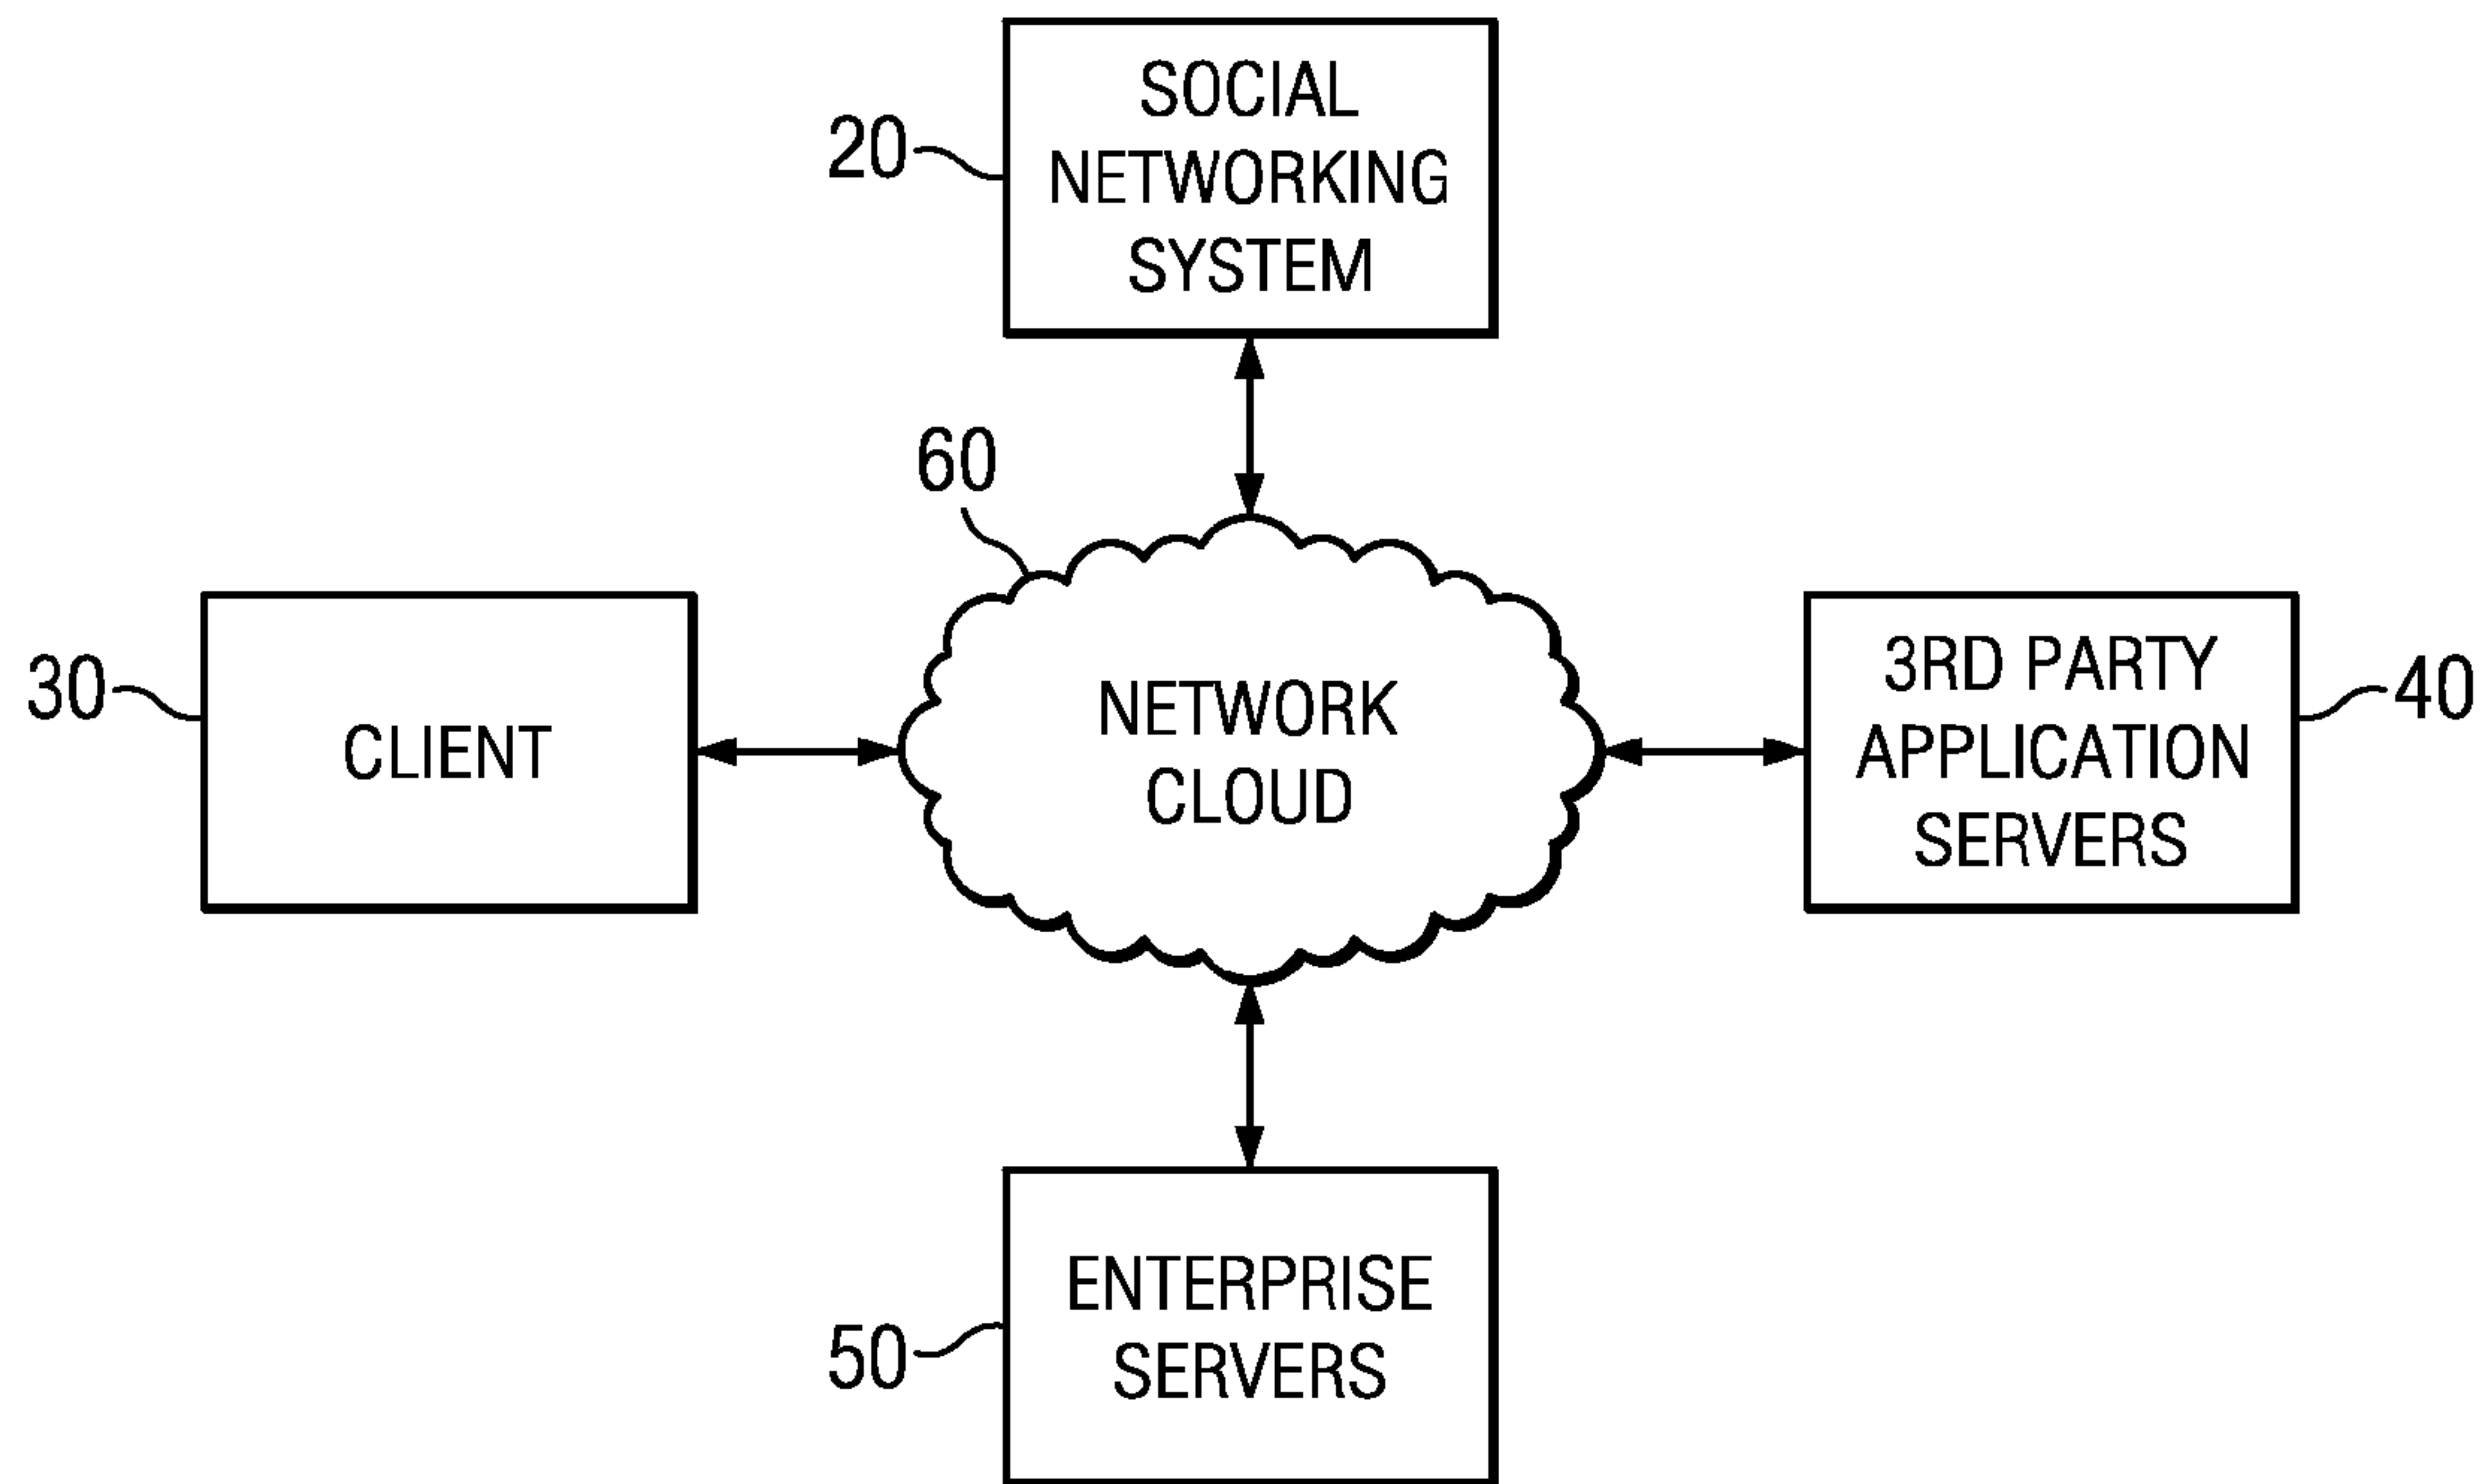 SOCIAL
NETWORKING
SYSTEM
20
60
30
CLIENT
NETWORK
CLOUD
3RD PARTY
APPLICATION
SERVERS
40
ENTERPRISE
SERVERS
50